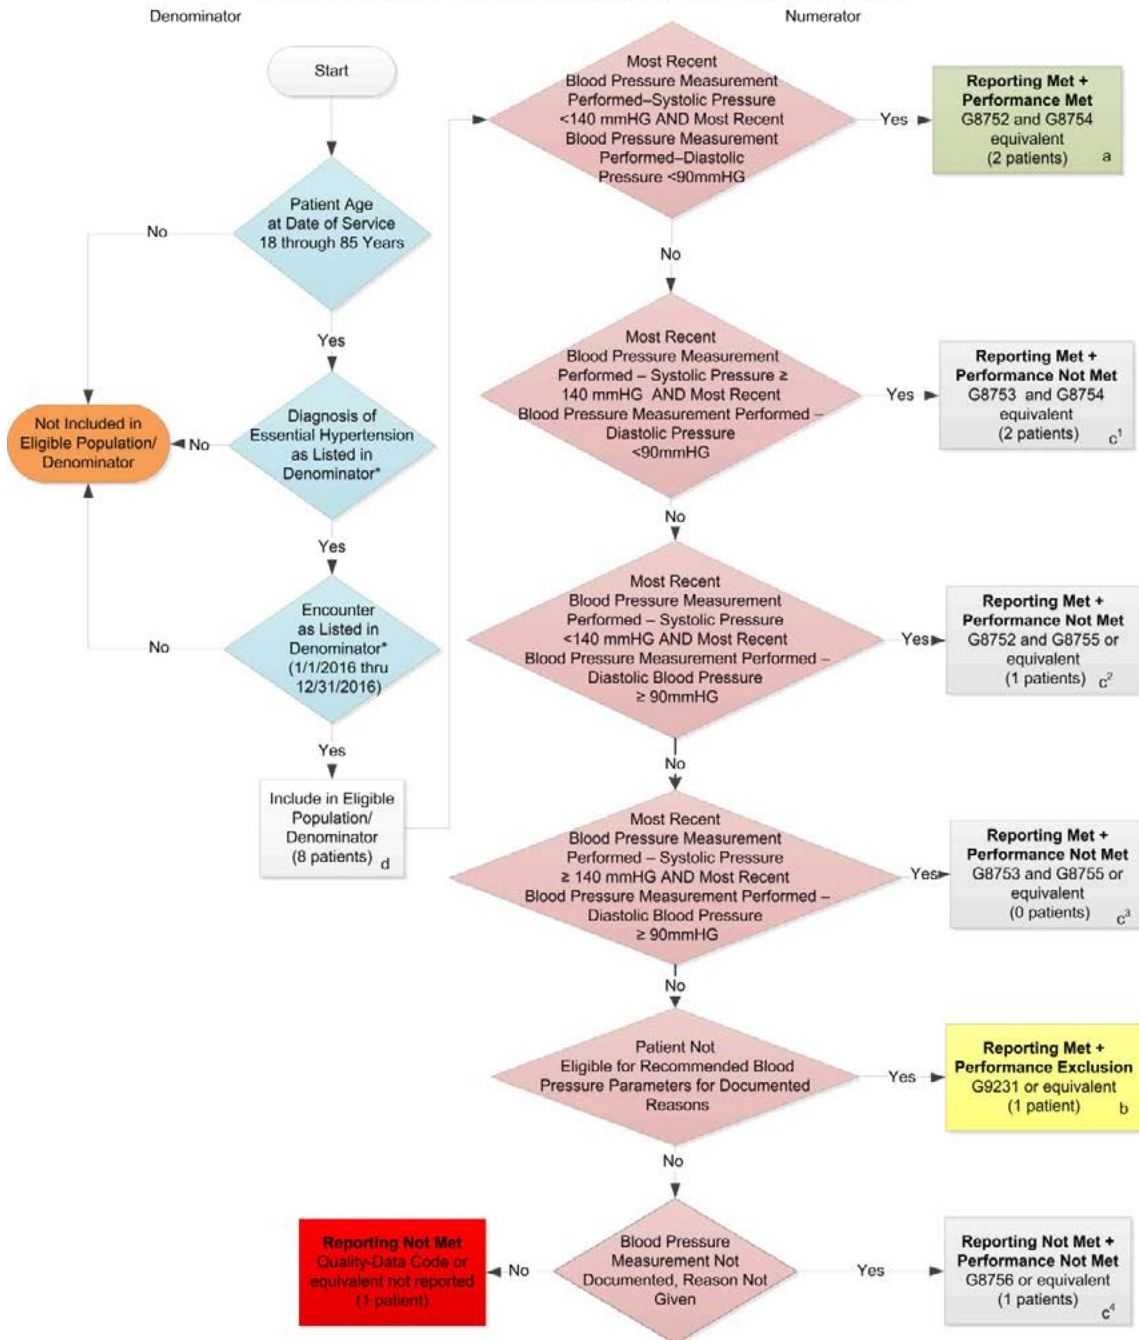 Denominator
Numerator
Start
Patient Age
at Date of Service
18 through 85 Years
No
Yes
Diagnosis of
Essential Hypertension
as Listed in
Denominator*
No
Not Included in
Eligible Population/
Denominator
Yes
Encounter
as Listed in
Denominator*
(1/1/2016 thru
12/31/2016)
No
Yes
Include in Eligible
Population/
Denominator
(8 patients) d
Most Recent
Blood Pressure Measurement
Performed–Systolic Pressure
<140 mmHG AND Most Recent
Blood Pressure Measurement
Performed–Diastolic
Pressure <90mmHG
Yes
Reporting Met +
Performance Met
G8752 and G8754
equivalent
(2 patients) a
No
Most Recent
Blood Pressure Measurement
Performed – Systolic Pressure ≥
140 mmHG AND Most Recent
Blood Pressure Measurement Performed –
Diastolic Pressure
<90mmHG
Yes
Reporting Met +
Performance Not Met
G8753 and G8754
equivalent
(2 patients) c¹
No
Most Recent
Blood Pressure Measurement
Performed – Systolic Pressure
<140 mmHG AND Most Recent
Blood Pressure Measurement Performed –
Diastolic Blood Pressure
≥ 90mmHG
Yes
Reporting Met +
Performance Not Met
G8752 and G8755 or
equivalent
(1 patients) c²
No
Most Recent
Blood Pressure Measurement
Performed – Systolic Pressure
≥ 140 mmHG AND Most Recent
Blood Pressure Measurement Performed –
Diastolic Blood Pressure
≥ 90mmHG
Yes
Reporting Met +
Performance Not Met
G8753 and G8755 or
equivalent
(0 patients) c³
No
Patient Not
Eligible for Recommended Blood
Pressure Parameters for Documented
Reasons
Yes
Reporting Met +
Performance Exclusion
G9231 or equivalent
(1 patient) b
No
Blood Pressure
Measurement Not
Documented, Reason Not
Given
Yes
Reporting Not Met +
Performance Not Met
G8756 or equivalent
(1 patients) c⁴
No
Reporting Not Met
Quality-Data Code or
equivalent not reported
(1 patient)